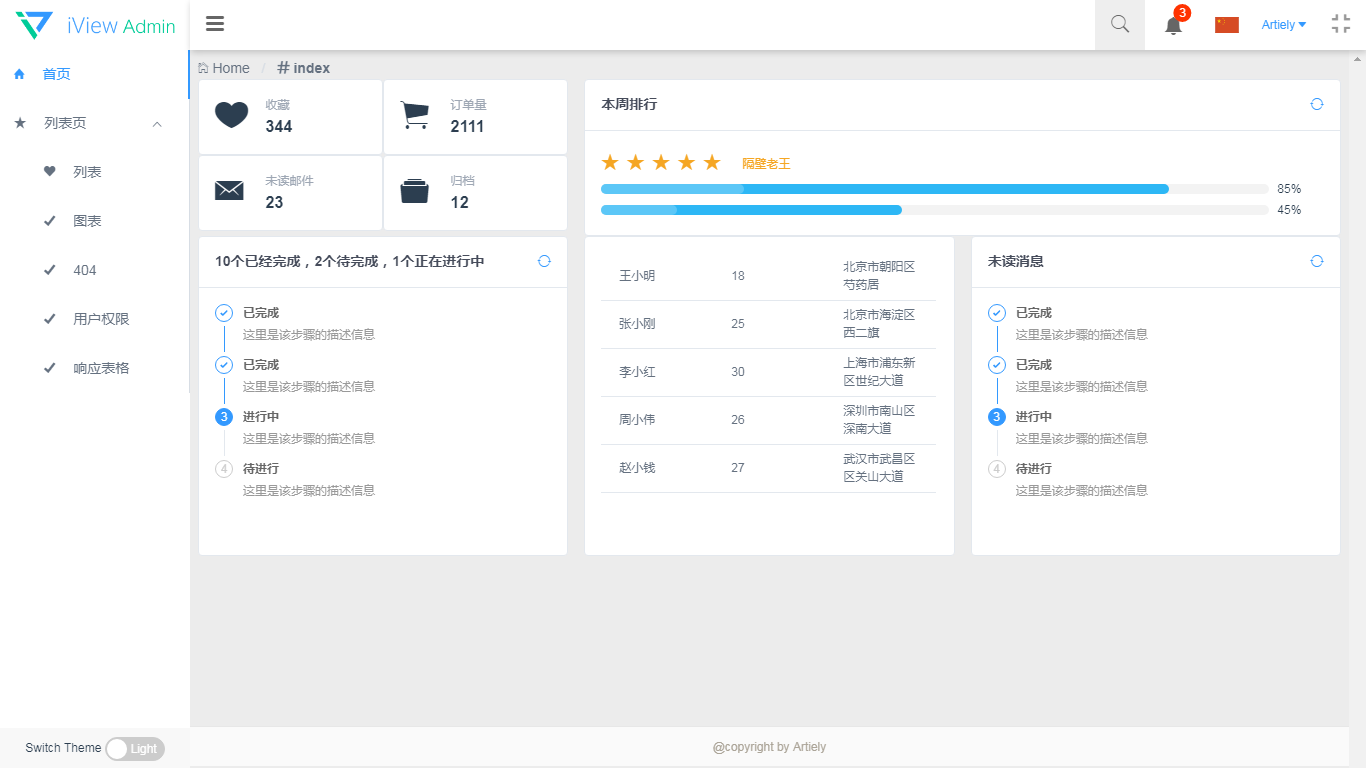 iView Admin
3
Artiely
首页
列表页
列表
图表
404
用户权限
响应表格
Switch Theme Light
Home / # index
收藏
344
订单量
2111
未读邮件
23
归档
12
本周排行
隔壁老王
85%
45%
10个已经完成，2个待完成，1个正在进行中
已完成
这里是该步骤的描述信息
已完成
这里是该步骤的描述信息
3 进行中
这里是该步骤的描述信息
4 待进行
这里是该步骤的描述信息
王小明 18 北京市朝阳区
芍药居
张小刚 25 北京市海淀区
西二旗
李小红 30 上海市浦东新
区世纪大道
周小伟 26 深圳市南山区
深南大道
赵小钱 27 武汉市武昌区
区关山大道
未读消息
已完成
这里是该步骤的描述信息
已完成
这里是该步骤的描述信息
3 进行中
这里是该步骤的描述信息
4 待进行
这里是该步骤的描述信息
@copyright by Artiely